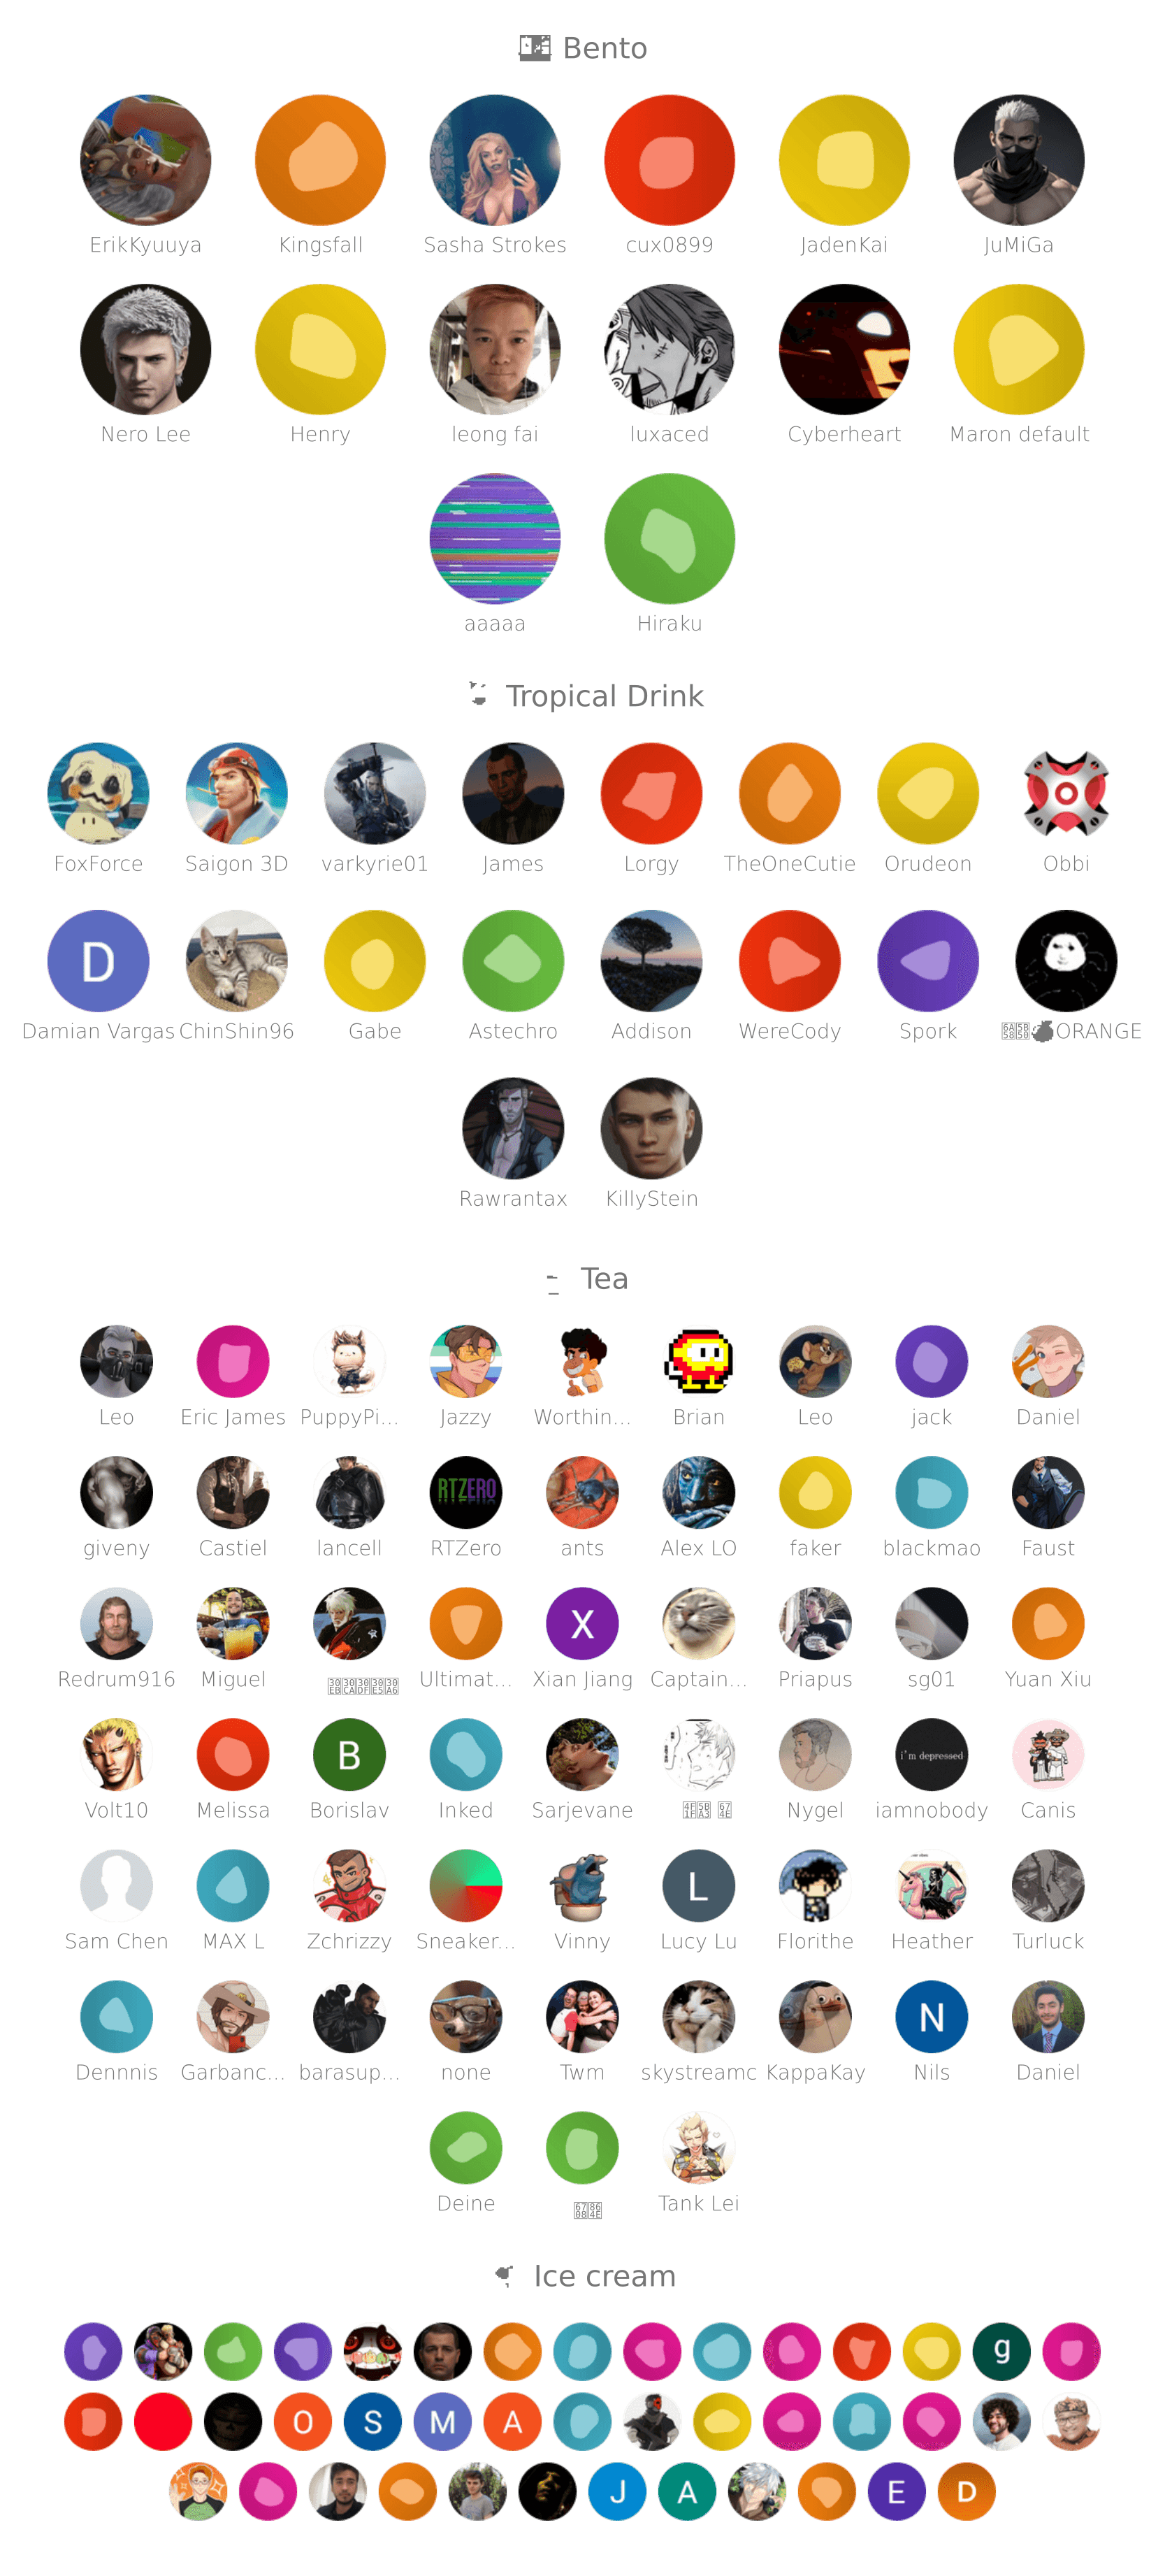 Bento
ErikKyuuya Kingsfall Sasha Strokes cux0899 JadenKai JuMiGa
Nero Lee Henry leong fai luxaced Cyberheart Maron default
aaaaa Hiraku
Tropical Drink
FoxForce Saigon 3D varkyrie01 James Lorgy TheOneCutie Orudeon Obbi
D
Damian Vargas ChinShin96 Gabe Astechro Addison WereCody Spork ORANGE
Rawrantax KillyStein
Tea
Leo Eric James PuppyPi... Jazzy Worthin... Brian Leo jack Daniel
RTZERO
giveny Castiel lancell RTZero ants Alex LO faker blackmao Faust
X
Redrum916 Miguel Ultimat... Xian Jiang Captain... Priapus sg01 Yuan Xiu
B i'm depressed
Volt10 Melissa Borislav Inked Sarjevane Nygel iamnobody Canis
L
Sam Chen MAX L Zchrizzy Sneaker... Vinny Lucy Lu Florithe Heather Turluck
N
Dennnis Garbanc... barasup... none Twm skystreamc KappaKay Nils Daniel
Deine Tank Lei
Ice cream
g
O S M A
J A E D